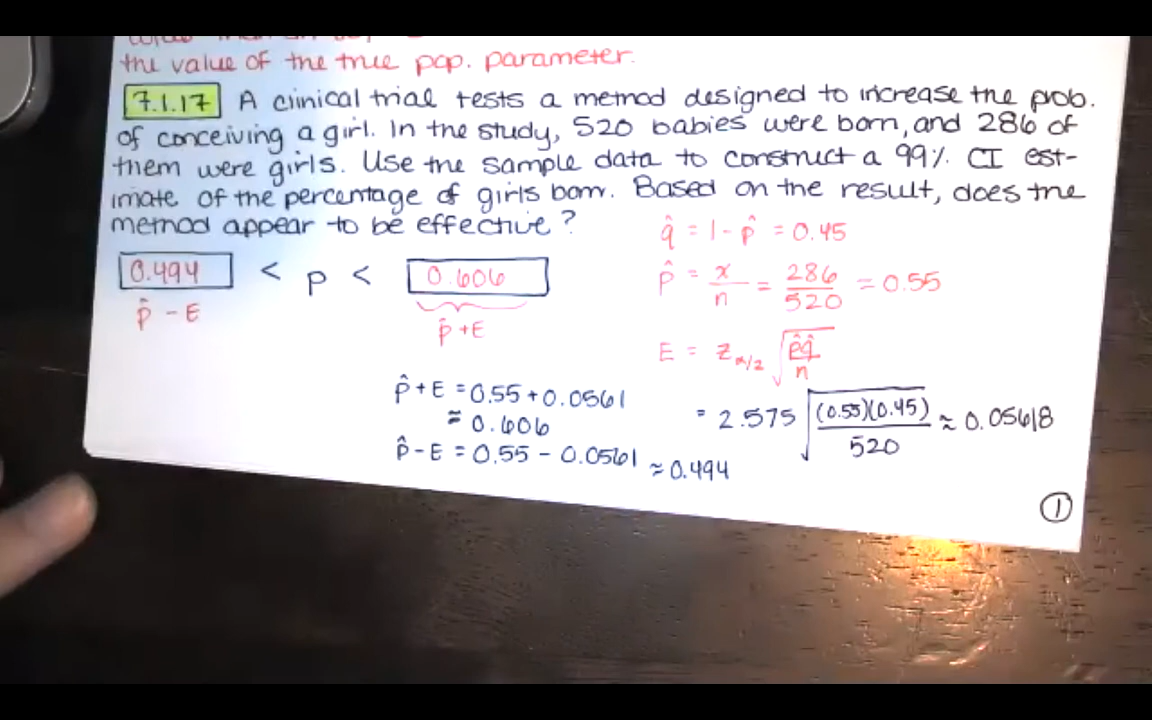 the value of the true pop. parameter.
7.1.17 A clinical trial tests a method designed to increase the prob.
of conceiving a girl. In the study, 520 babies were born, and 286 of
them were girls. Use the sample data to construct a 99% CI est-
imate of the percentage of girls born. Based on the result, does the
method appear to be effective?
q̂ = 1 - p̂ = 0.45
0.494 < p < 0.606
p̂ - E
p̂ + E
p̂ = x/n = 286/520 = 0.55
E = z α/2 √(p̂q̂/n)
p̂ + E = 0.55 + 0.0561
≈ 0.606
p̂ - E = 0.55 - 0.0561 ≈ 0.494
= 2.575 √((0.55)(0.45)/520) ≈ 0.05618
1